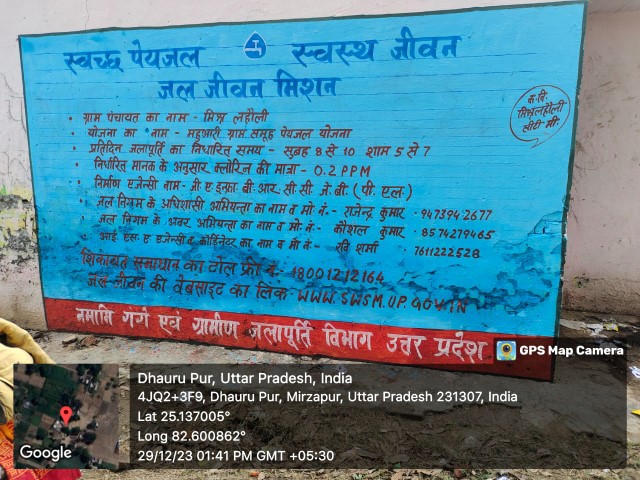 स्वच्छ पेयजल स्वस्थ जीवन
जल जीवन मिशन
• ग्राम पंचायत का नाम - मिश्र लहौली
• योजना का नाम - महुआरी ग्राम समूह पेयजल योजना
• प्रतिदिन जलापूर्ति का निर्धारित समय - सुबह 8 से 10 शाम 5 से 7
• निर्धारित मानक के अनुसार क्लोरिन की मात्रा - 0.2 PPM
• निर्माण एजेन्सी नाम - जी ए इन्फ्रा बी. आर सी. सी. जे. बी. (पी. एल.)
• जल निगम के अधिशासी अभियन्ता का नाम व मो. नं. - राजेन्द्र कुमार - 9473942677
जल निगम के अवर अभियन्ता का नाम व मो. नं. - कौशल कुमार - 8574279465
आई. एस. ए एजेन्सी व कोर्डिनेटर का नाम व मो नं. - रवि शर्मा 7611222528
शिकायत समाधान का टोल फ्री नं. - 18001212164
जल जीवन की वेबसाइट का लिंक - WWW.SWSM.UP.GOV.IN
नमामि गंगे एवं ग्रामीण जलापूर्ति विभाग उत्तर प्रदेश
क. वि.
मिश्र लहौली
सीटी मी.
GPS Map Camera
Dhauru Pur, Uttar Pradesh, India
4JQ2+3F9, Dhauru Pur, Mirzapur, Uttar Pradesh 231307, India
Lat 25.137005°
Long 82.600862°
29/12/23 01:41 PM GMT +05:30
Google